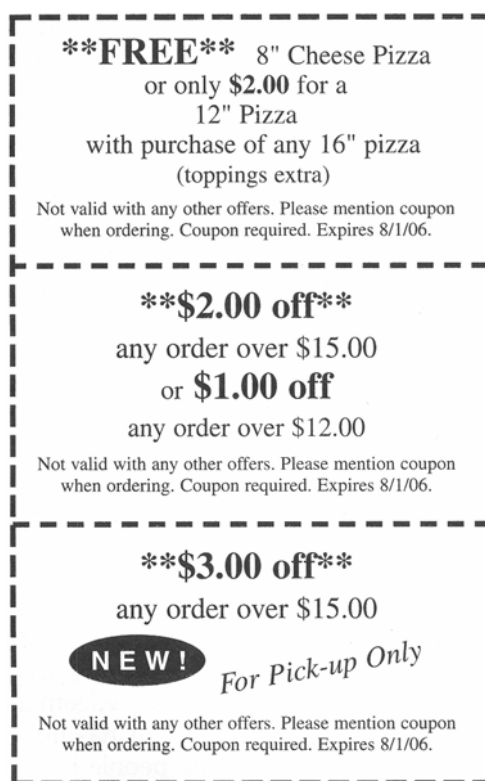 **FREE** 8" Cheese Pizza
or only $2.00 for a
12" Pizza
with purchase of any 16" pizza
(toppings extra)
Not valid with any other offers. Please mention coupon
when ordering. Coupon required. Expires 8/1/06.
**$2.00 off**
any order over $15.00
or $1.00 off
any order over $12.00
Not valid with any other offers. Please mention coupon
when ordering. Coupon required. Expires 8/1/06.
**$3.00 off**
any order over $15.00
NEW! For Pick-up Only
Not valid with any other offers. Please mention coupon
when ordering. Coupon required. Expires 8/1/06.